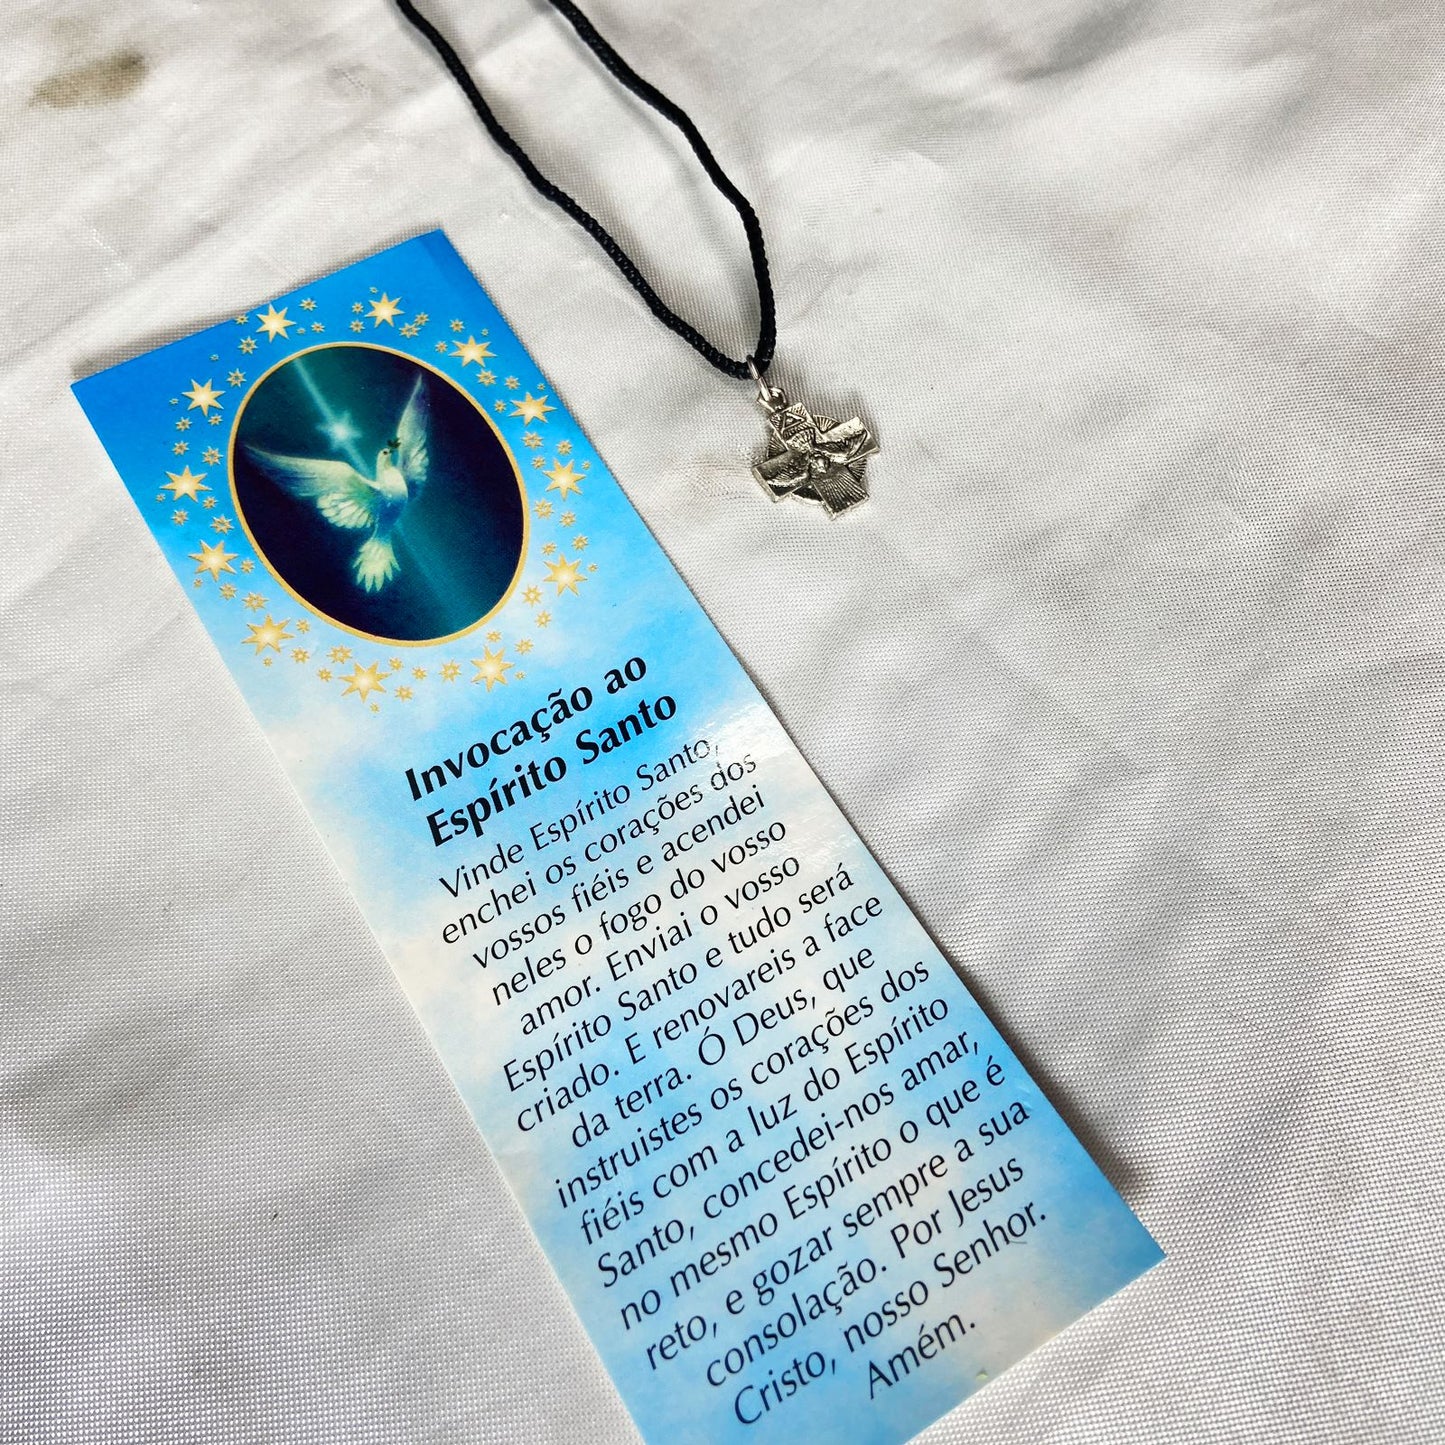 Invocação ao
Espírito Santo
Vinde Espírito Santo,
enchei os corações dos
vossos fiéis e acendei
neles o fogo do vosso
amor. Enviai o vosso
Espírito Santo e tudo será
criado. E renovareis a face
da terra. Ó Deus, que
instruistes os corações dos
fiéis com a luz do Espírito
Santo, concedei-nos amar,
no mesmo Espírito o que é
reto, e gozar sempre a sua
consolação. Por Jesus
Cristo, nosso Senhor.
Amém.